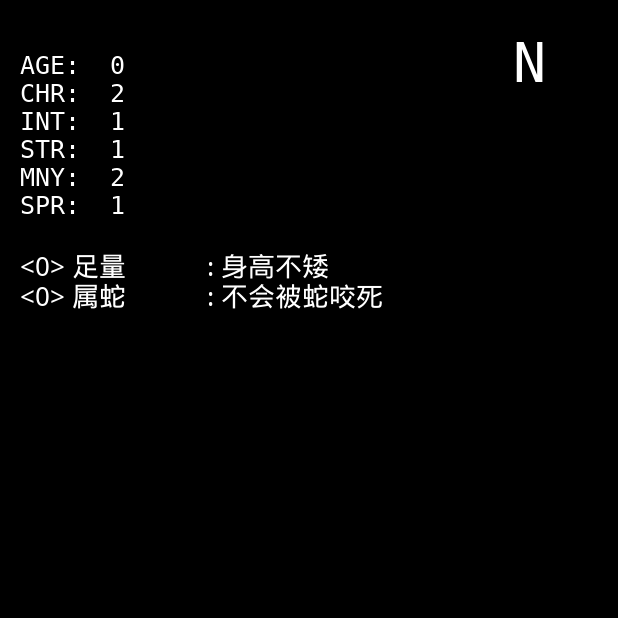 N
AGE: 0
CHR: 2
INT: 1
STR: 1
MNY: 2
SPR: 1
<O> 足量 : 身高不矮
<O> 属蛇 : 不会被蛇咬死